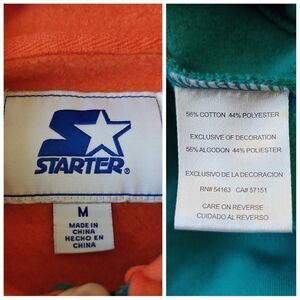 STARTER®
M
MADE IN
CHINA
HECHO EN
CHINA
56% COTTON 44% POLYESTER
EXCLUSIVE OF DECORATION
56% ALGODON 44% POLIESTER
EXCLUSIVO DE LA DECORACION
RN# 54163 CA# 57151
CARE ON REVERSE
CUIDADO AL REVERSO